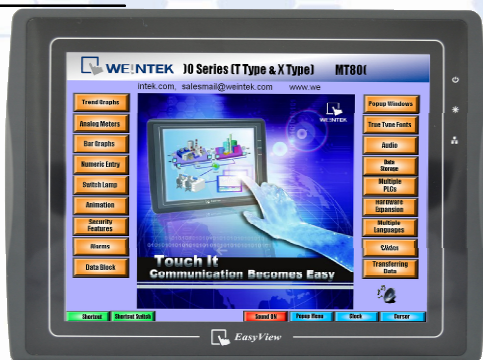 WEINTEK )0 Series (T Type & X Type) MT80(
intek.com, salesmail@weintek.com www.we
Trend Graphs
Analog Meters
Bar Graphs
Numeric Entry
Switch Lamp
Animation
Security
Features
Alarms
Data Block
WEINTEK
Touch It
Communication Becomes Easy
Popup Windows
True Type Fonts
Audio
Data
Storage
Multiple
PLCs
Hardware
Expansion
Multiple
Languages
Slides
Transferring
Data
Shortcut
Sound ON
Popup Menu
Clock
Cursor
EasyView